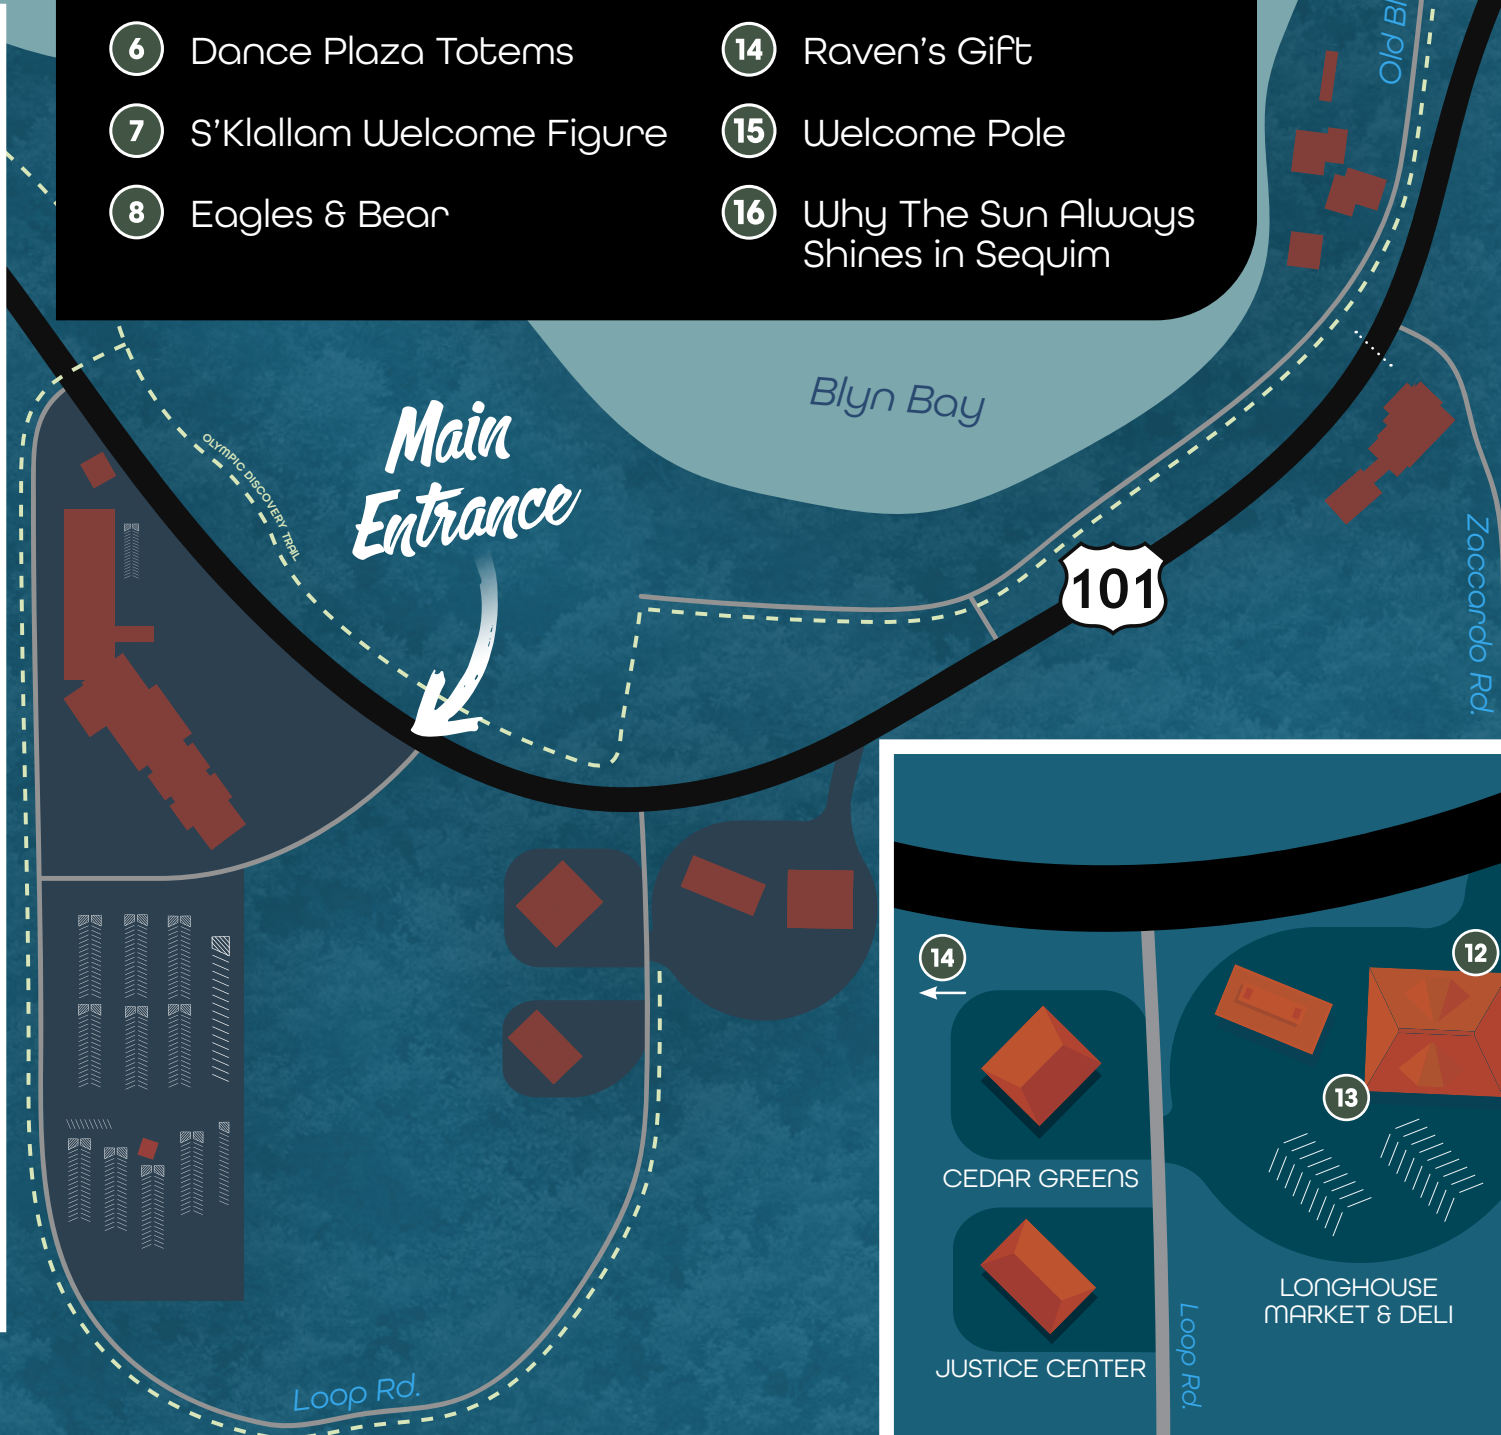 6 Dance Plaza Totems
7 S'Klallam Welcome Figure
8 Eagles & Bear
14 Raven's Gift
15 Welcome Pole
16 Why The Sun Always
Shines in Sequim
Old Bl
Blyn Bay
OLYMPIC DISCOVERY TRAIL
Main
Entrance
101
Zaccardo Rd.
Loop Rd.
14
12
13
CEDAR GREENS
LONGHOUSE
MARKET & DELI
JUSTICE CENTER
Loop Rd.